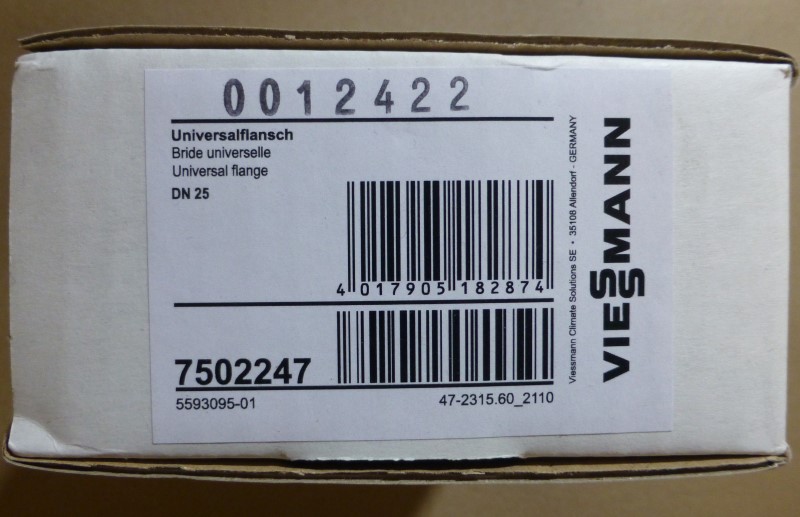 0012422
Universalflansch
Bride universelle
Universal flange
DN 25
4 017905 182874
7502247
5593095-01
47-2315.60_2110
Viessmann Climate Solutions SE • 35108 Allendorf - GERMANY
VIESSMANN